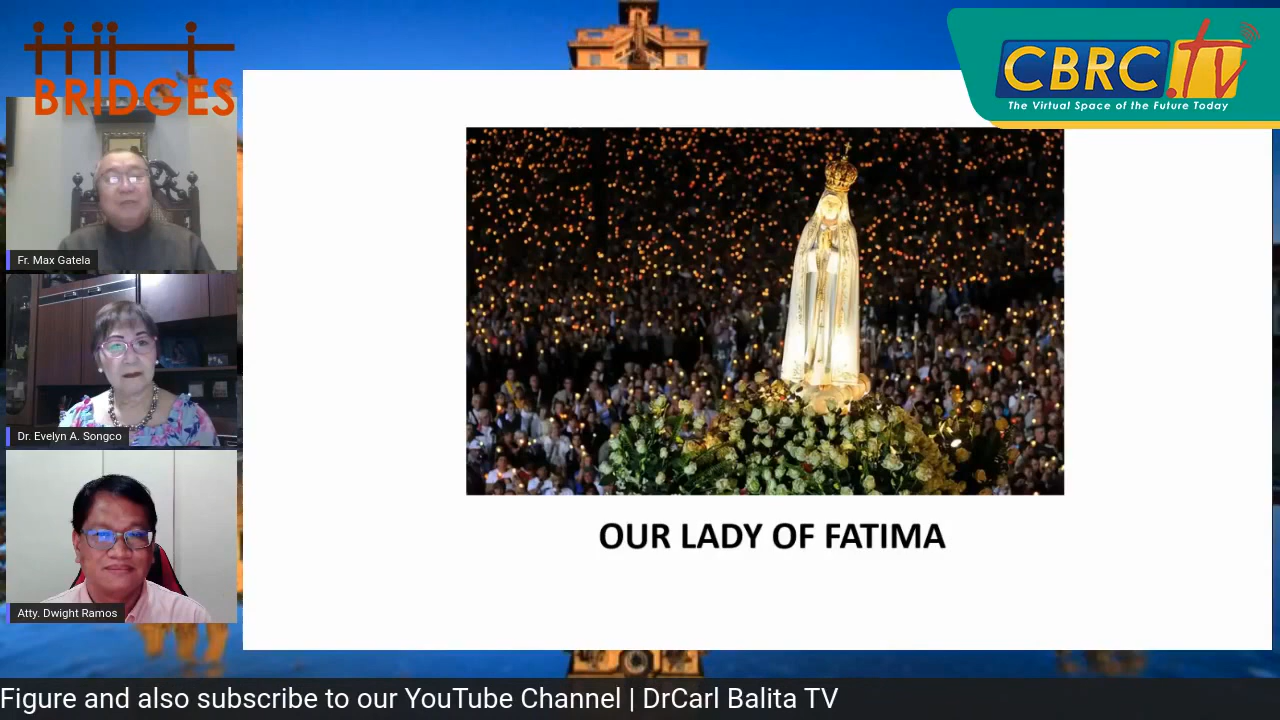 BRIDGES
CBRC.tv
The Virtual Space of the Future Today
Fr. Max Gatela
Dr. Evelyn A. Songco
Atty. Dwight Ramos
OUR LADY OF FATIMA
Figure and also subscribe to our YouTube Channel | DrCarl Balita TV